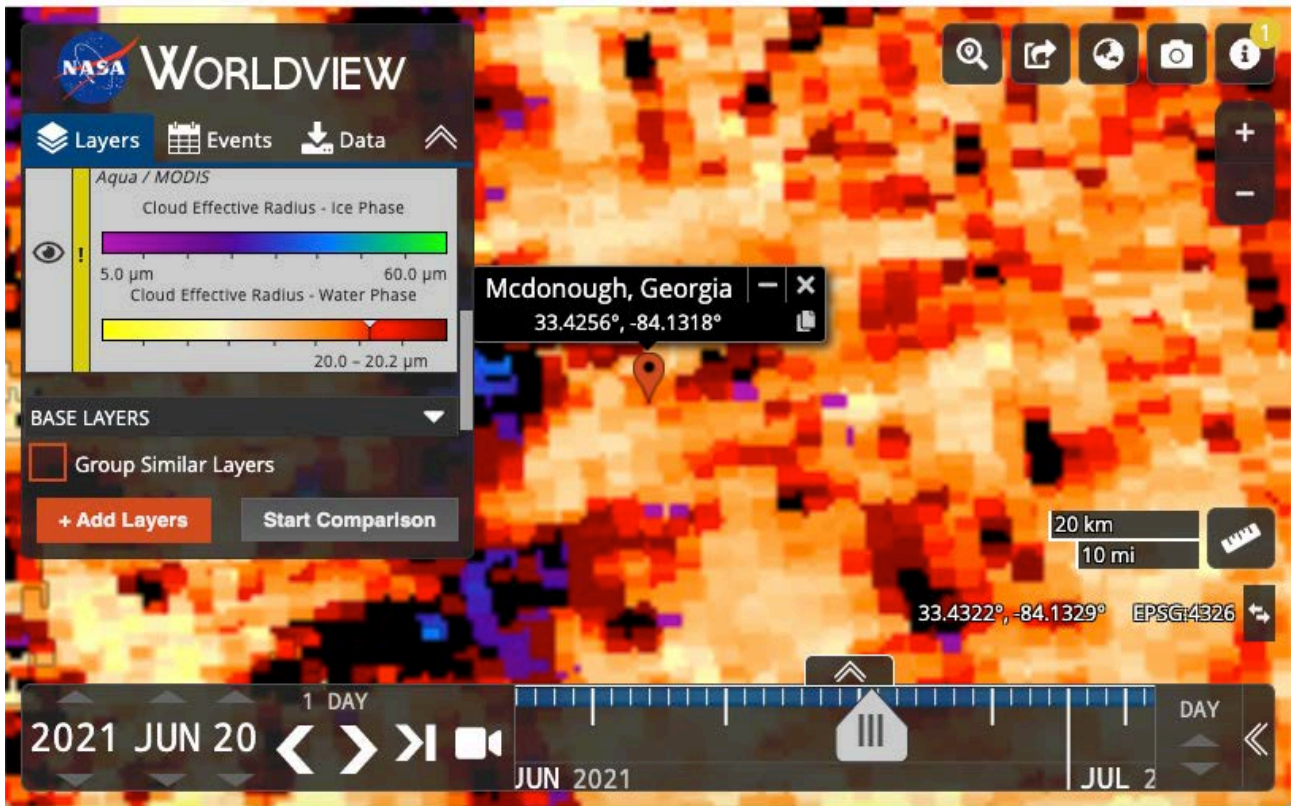 NASA WORLDVIEW
1
Layers Events Data
Aqua / MODIS
Cloud Effective Radius - Ice Phase
!
5.0 µm 60.0 µm
Cloud Effective Radius - Water Phase
20.0 – 20.2 µm
Mcdonough, Georgia
33.4256°, -84.1318°
BASE LAYERS
Group Similar Layers
+ Add Layers Start Comparison
20 km
10 mi
33.4322°, -84.1329° EPSG:4326
1 DAY
2021 JUN 20
DAY
JUN 2021 JUL 2